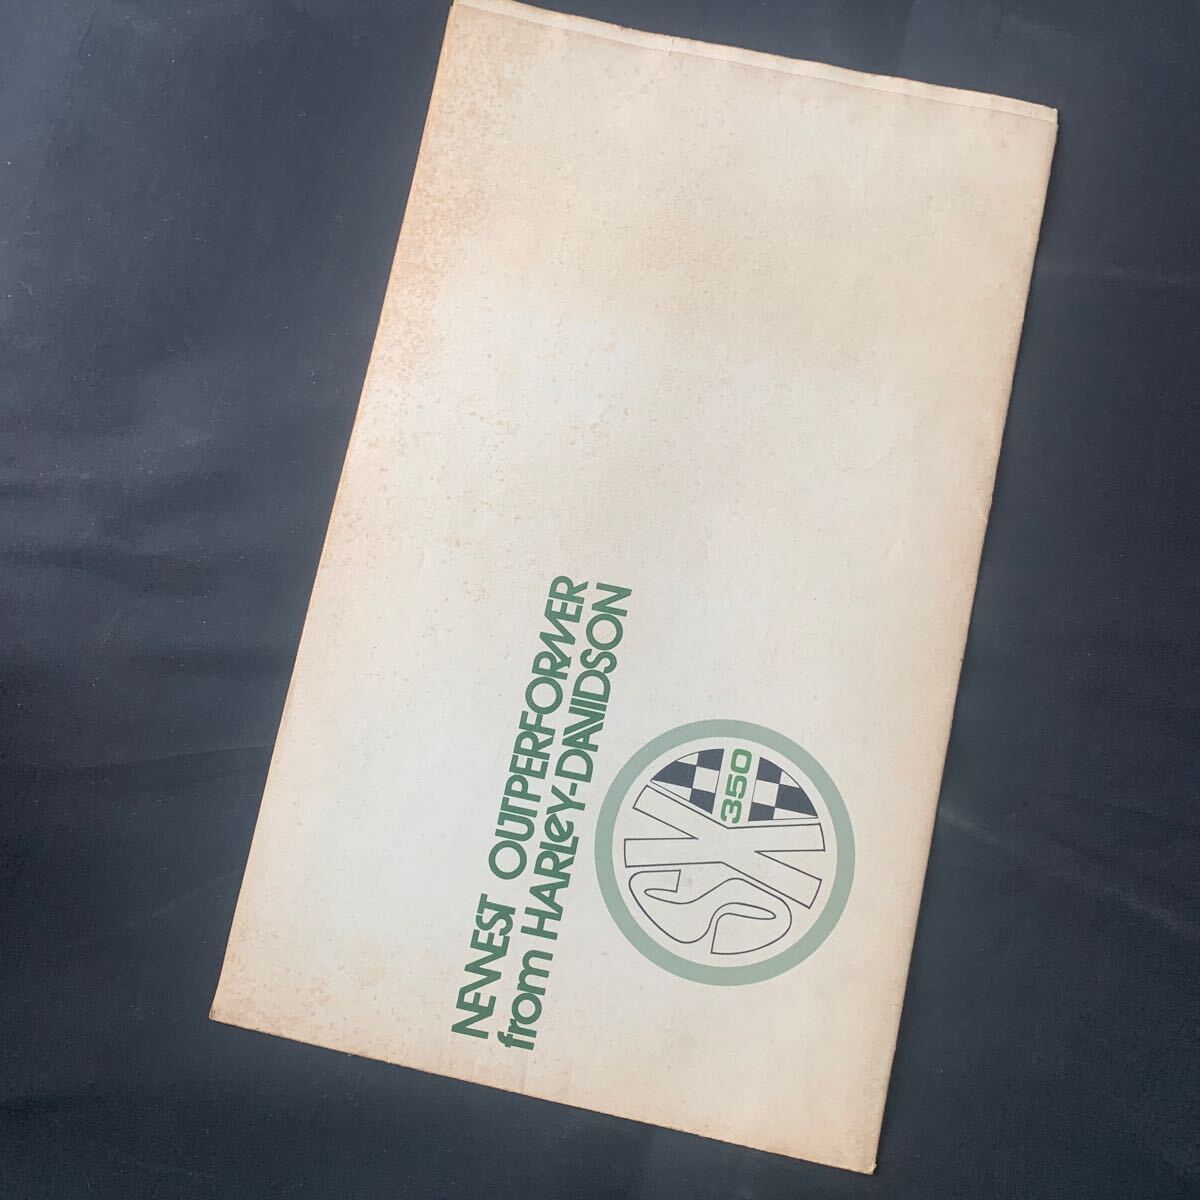 NEWEST OUTPERFORMER
from HARLEY-DAVIDSON
SX
350